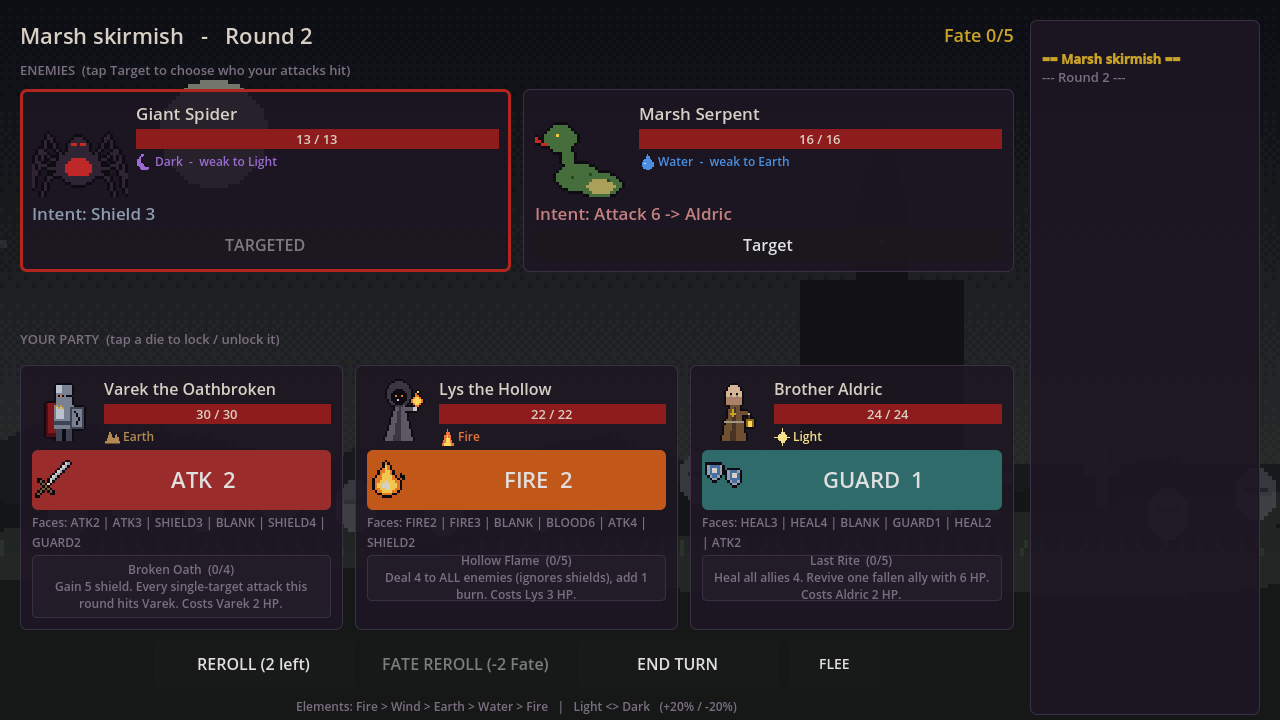 Marsh skirmish - Round 2
Fate 0/5
ENEMIES (tap Target to choose who your attacks hit)
Giant Spider
13 / 13
Dark - weak to Light
Intent: Shield 3
TARGETED
Marsh Serpent
16 / 16
Water - weak to Earth
Intent: Attack 6 -> Aldric
Target
YOUR PARTY (tap a die to lock / unlock it)
Varek the Oathbroken
30 / 30
Earth
ATK 2
Faces: ATK2 | ATK3 | SHIELD3 | BLANK | SHIELD4 |
GUARD2
Broken Oath (0/4)
Gain 5 shield. Every single-target attack this
round hits Varek. Costs Varek 2 HP.
Lys the Hollow
22 / 22
Fire
FIRE 2
Faces: FIRE2 | FIRE3 | BLANK | BLOOD6 | ATK4 |
SHIELD2
Hollow Flame (0/5)
Deal 4 to ALL enemies (ignores shields), add 1
burn. Costs Lys 3 HP.
Brother Aldric
24 / 24
Light
GUARD 1
Faces: HEAL3 | HEAL4 | BLANK | GUARD1 | HEAL2
| ATK2
Last Rite (0/5)
Heal all allies 4. Revive one fallen ally with 6 HP.
Costs Aldric 2 HP.
REROLL (2 left)
FATE REROLL (-2 Fate)
END TURN
FLEE
Elements: Fire > Wind > Earth > Water > Fire | Light <> Dark (+20% / -20%)
== Marsh skirmish ==
--- Round 2 ---